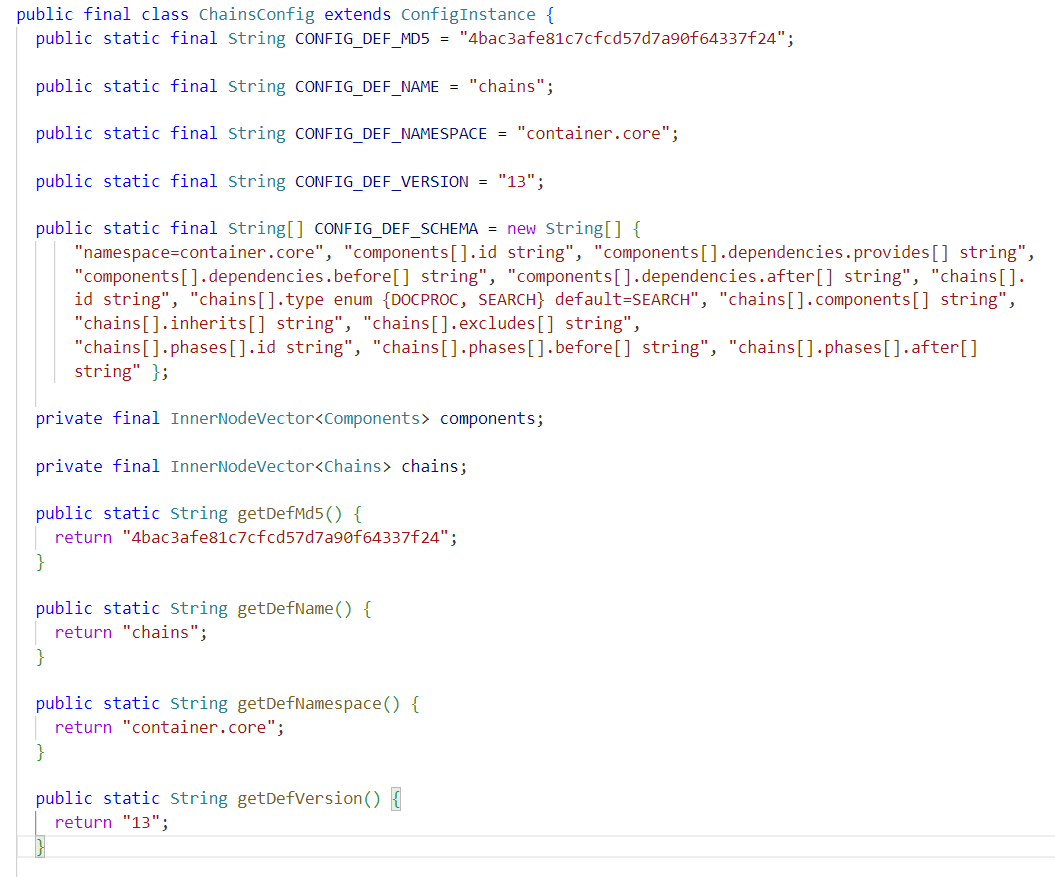 public final class ChainsConfig extends ConfigInstance {
public static final String CONFIG_DEF_MD5 = "4bac3afe81c7cfcd57d7a90f64337f24";
public static final String CONFIG_DEF_NAME = "chains";
public static final String CONFIG_DEF_NAMESPACE = "container.core";
public static final String CONFIG_DEF_VERSION = "13";
public static final String[] CONFIG_DEF_SCHEMA = new String[] {
"namespace=container.core", "components[].id string", "components[].dependencies.provides[] string",
"components[].dependencies.before[] string", "components[].dependencies.after[] string", "chains[].
id string", "chains[].type enum {DOCPROC, SEARCH} default=SEARCH", "chains[].components[] string",
"chains[].inherits[] string", "chains[].excludes[] string",
"chains[].phases[].id string", "chains[].phases[].before[] string", "chains[].phases[].after[]
string" };
private final InnerNodeVector<Components> components;
private final InnerNodeVector<Chains> chains;
public static String getDefMd5() {
return "4bac3afe81c7cfcd57d7a90f64337f24";
}
public static String getDefName() {
return "chains";
}
public static String getDefNamespace() {
return "container.core";
}
public static String getDefVersion() {
return "13";
}